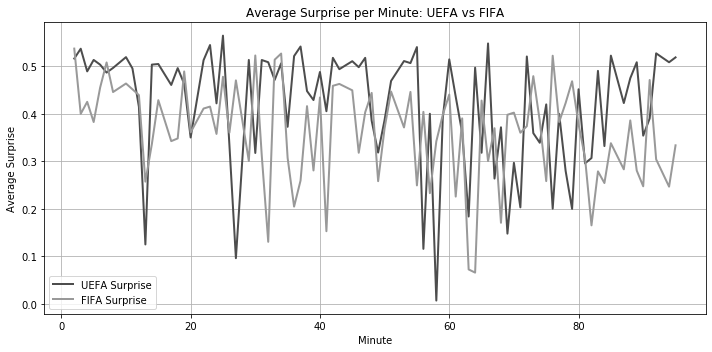 Average Surprise per Minute: UEFA vs FIFA
Average Surprise
0.5
0.4
0.3
0.2
0.1
0.0
UEFA Surprise
FIFA Surprise
0
20
40
60
80
Minute